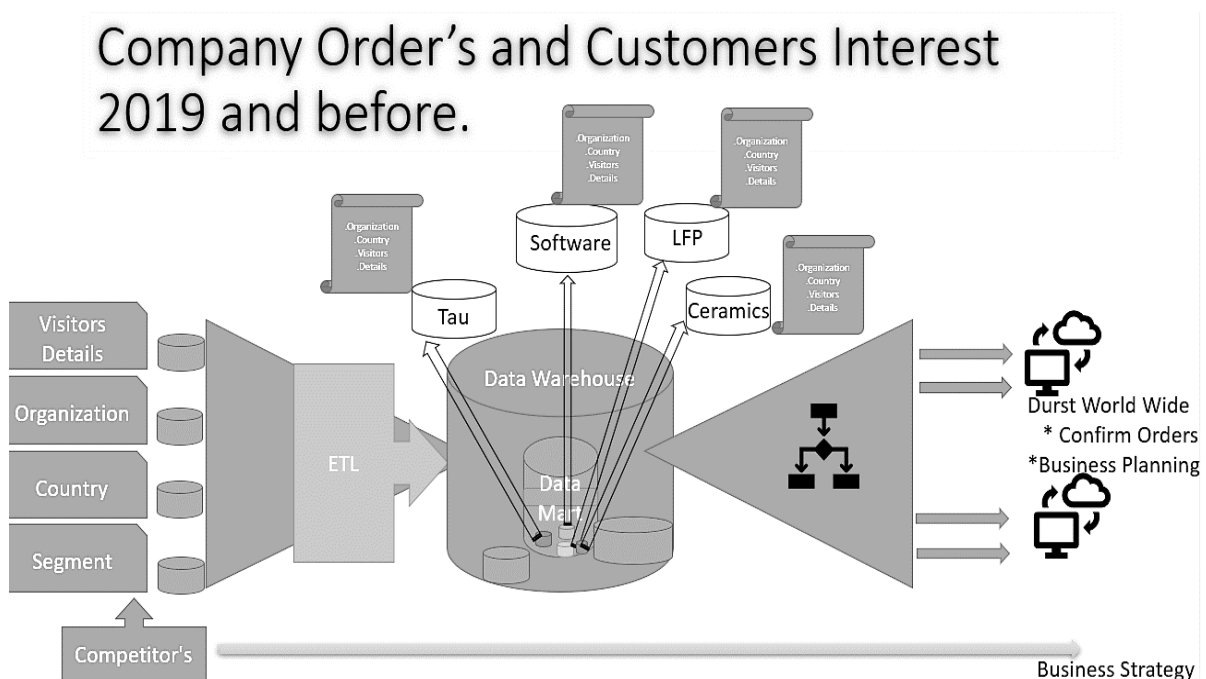 Company Order's and Customers Interest
2019 and before.
.Organization
.Country
.Visitors
.Details
.Organization
.Country
.Visitors
.Details
.Organization
.Country
.Visitors
.Details
.Organization
.Country
.Visitors
.Details
Tau
Software
LFP
Ceramics
Visitors
Details
Organization
Country
Segment
Competitor's
ETL
Data Warehouse
Data
Mart
Durst World Wide
* Confirm Orders
*Business Planning
Business Strategy